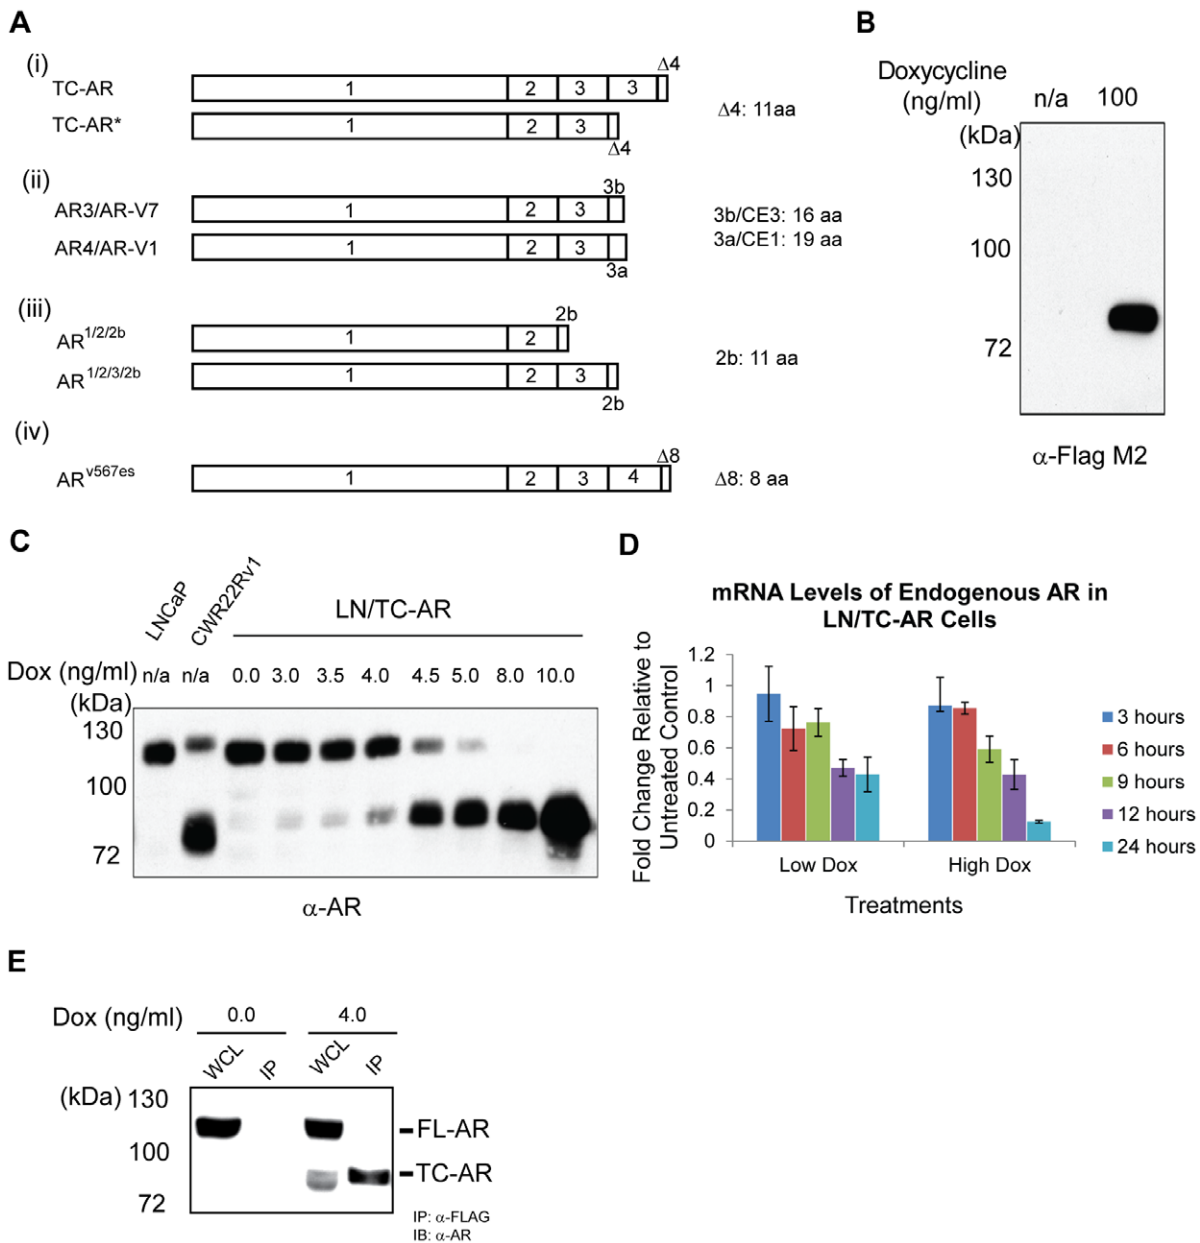 A
(i)
Δ4
TC-AR
1
2
3
3
Δ4: 11aa
TC-AR*
1
2
3
Δ4
(ii)
3b
AR3/AR-V7
1
2
3
3b/CE3: 16 aa
AR4/AR-V1
1
2
3
3a/CE1: 19 aa
3a
(iii)
2b
AR1/2/2b
1
2
2b: 11 aa
AR1/2/3/2b
1
2
3
2b
(iv)
Δ8
ARv567es
1
2
3
4
Δ8: 8 aa
B
Doxycycline
(ng/ml)
n/a 100
(kDa)
130
100
72
α-Flag M2
C
LNCaP
CWR22Rv1
LN/TC-AR
Dox (ng/ml) n/a n/a 0.0 3.0 3.5 4.0 4.5 5.0 8.0 10.0
(kDa)
130
100
72
α-AR
D
mRNA Levels of Endogenous AR in
LN/TC-AR Cells
Fold Change Relative to
Untreated Control
1.2
1
0.8
0.6
0.4
0.2
0
Low Dox
High Dox
Treatments
3 hours
6 hours
9 hours
12 hours
24 hours
E
Dox (ng/ml) 0.0 4.0
WCL IP WCL IP
(kDa) 130
100
72
FL-AR
TC-AR
IP: α-FLAG
IB: α-AR